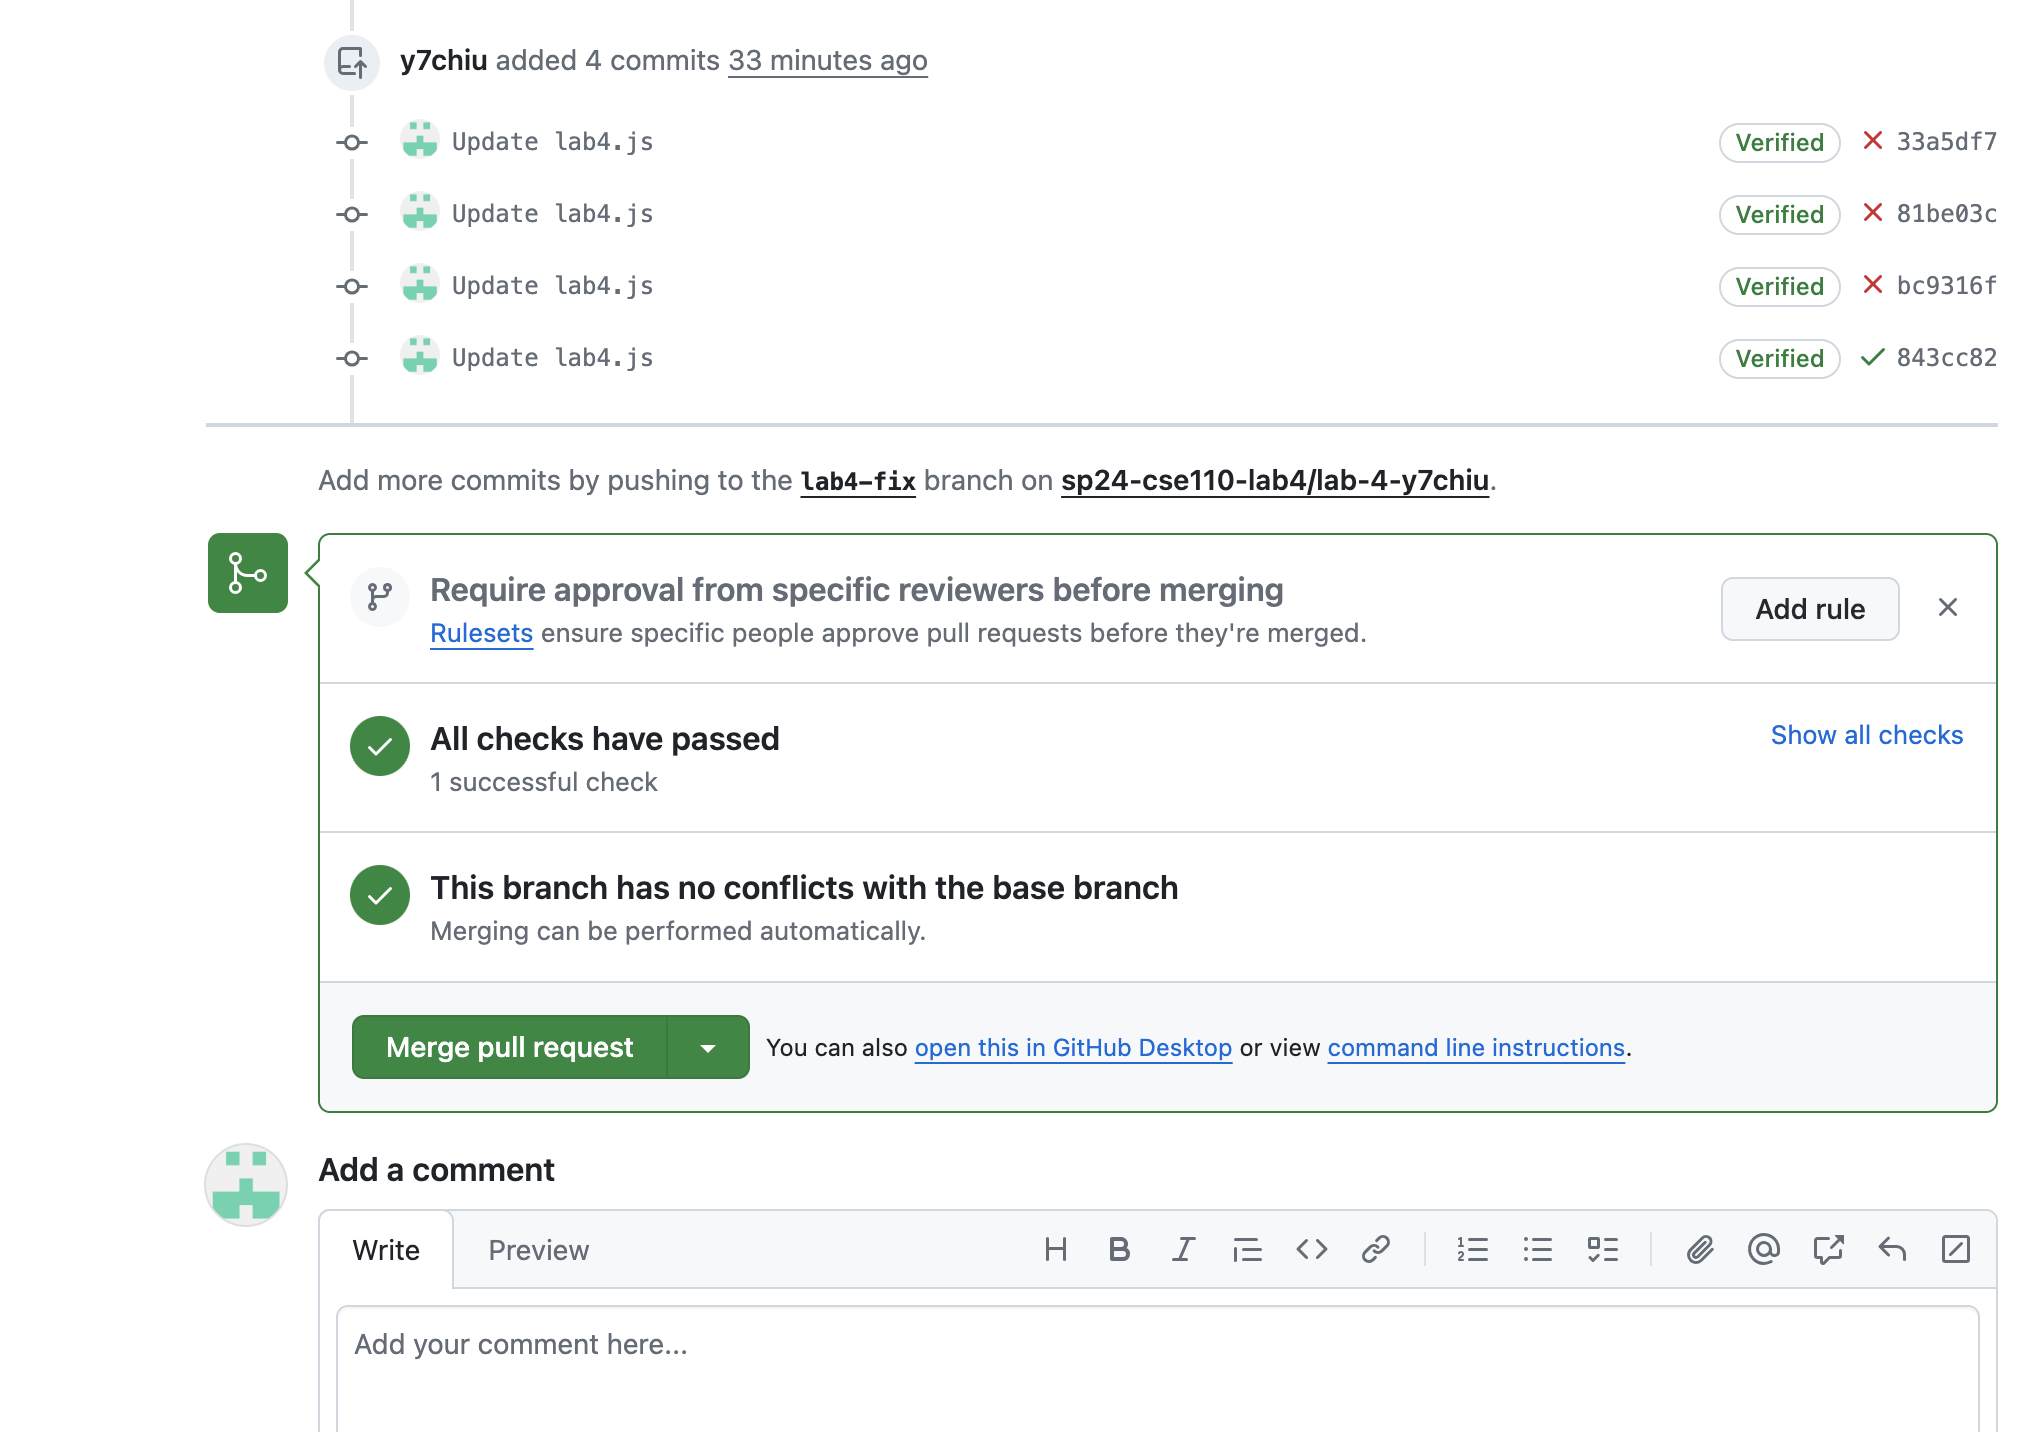 y7chiu added 4 commits 33 minutes ago
Update lab4.js Verified 33a5df7
Update lab4.js Verified 81be03c
Update lab4.js Verified bc9316f
Update lab4.js Verified 843cc82
Add more commits by pushing to the lab4-fix branch on sp24-cse110-lab4/lab-4-y7chiu.
Require approval from specific reviewers before merging
Rulesets ensure specific people approve pull requests before they're merged.
Add rule
All checks have passed
1 successful check
Show all checks
This branch has no conflicts with the base branch
Merging can be performed automatically.
Merge pull request You can also open this in GitHub Desktop or view command line instructions.
Add a comment
Write Preview
Add your comment here...